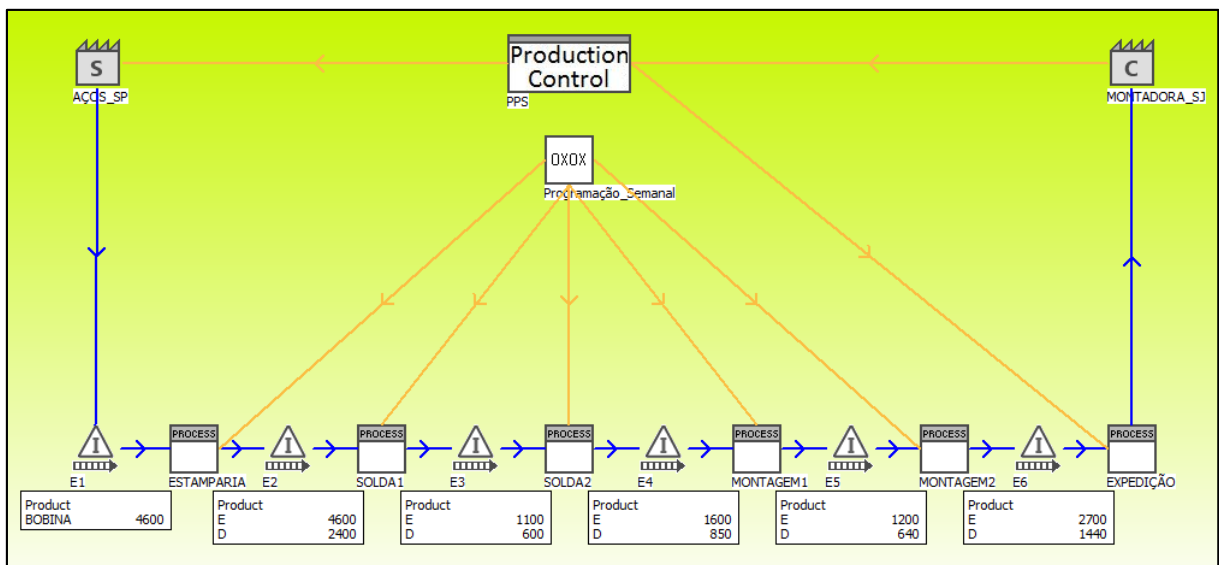 S
AÇOS_SP
Production
Control
PPS
C
MONTADORA_SJ
OXOX
Programação_Semanal
I
E1
PROCESS
ESTAMPARIA
I
E2
PROCESS
SOLDA1
I
E3
PROCESS
SOLDA2
I
E4
PROCESS
MONTAGEM1
I
E5
PROCESS
MONTAGEM2
I
E6
PROCESS
EXPEDIÇÃO
Product
BOBINA 4600
Product
E 4600
D 2400
Product
E 1100
D 600
Product
E 1600
D 850
Product
E 1200
D 640
Product
E 2700
D 1440